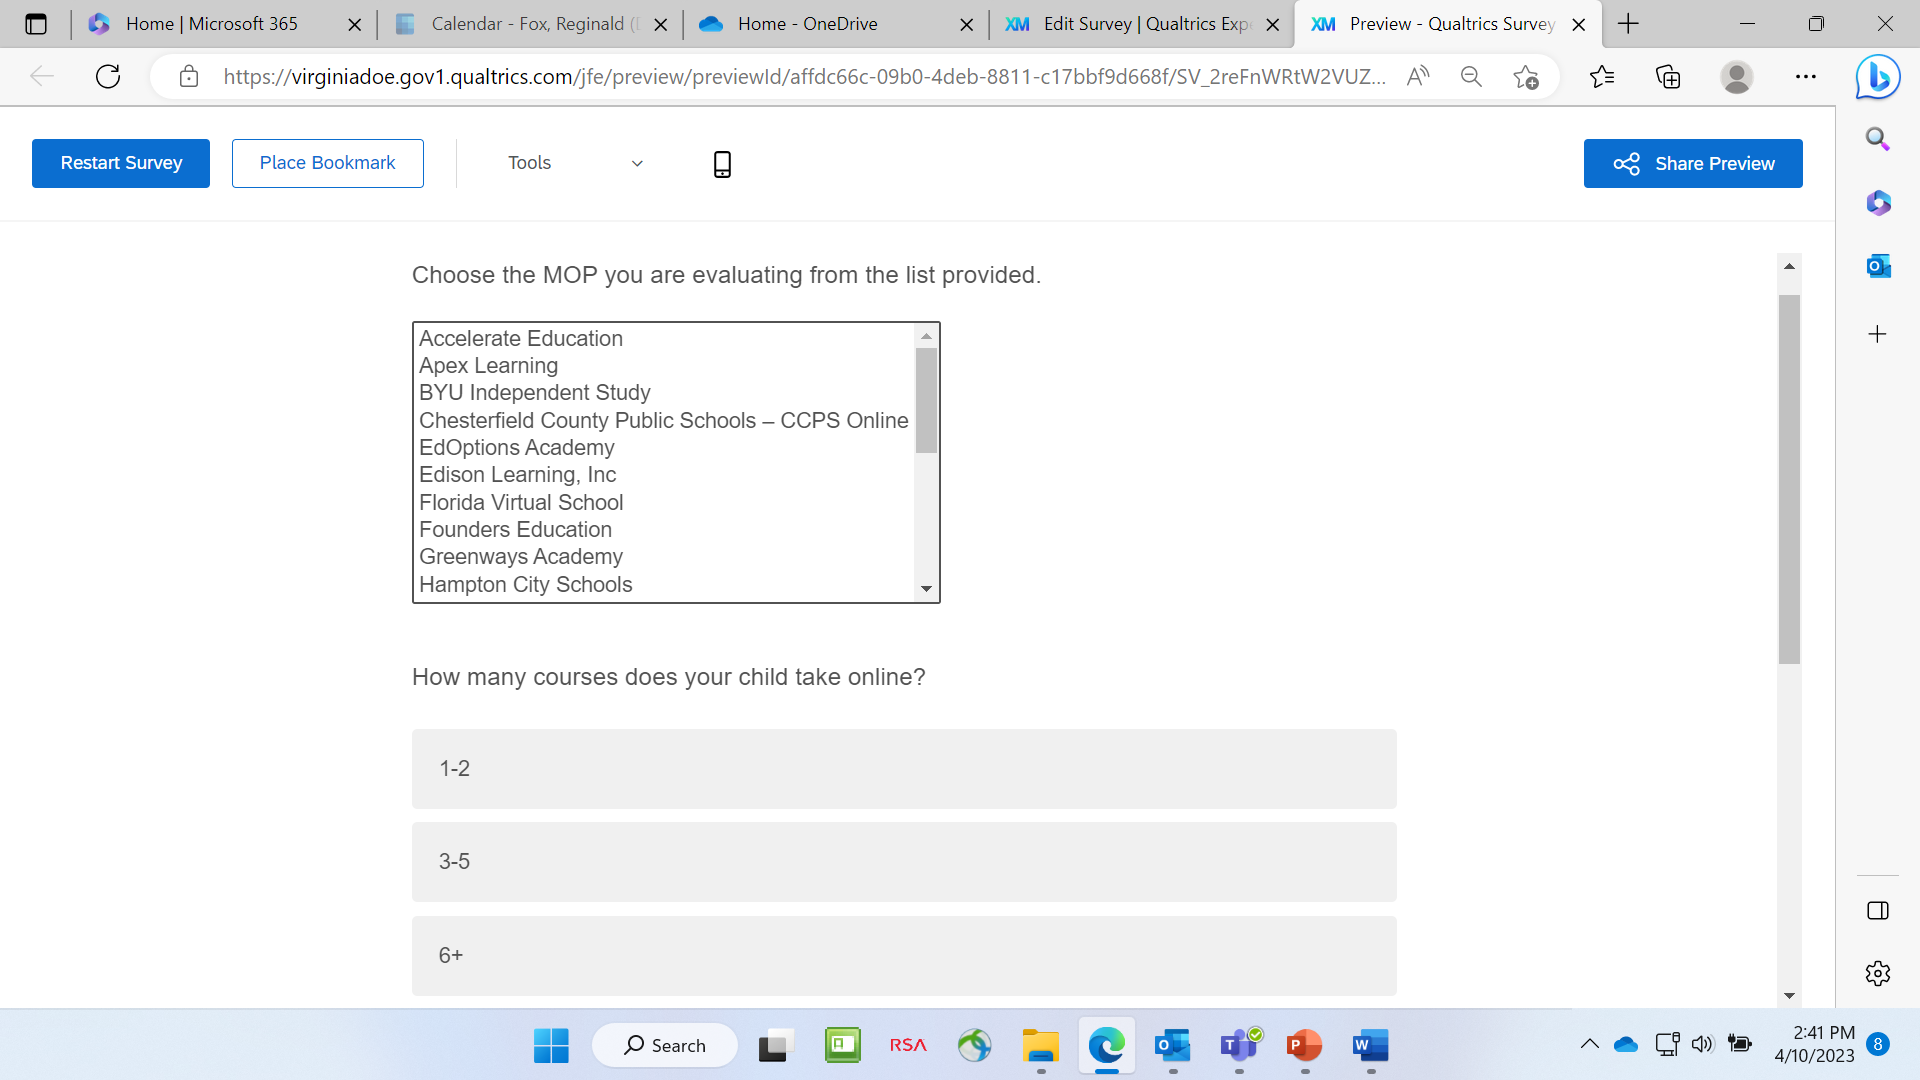 Home | Microsoft 365
Calendar - Fox, Reginald (
Home - OneDrive
XM Edit Survey | Qualtrics Exp
XM Preview - Qualtrics Survey
https://virginiadoe.gov1.qualtrics.com/jfe/preview/previewId/affdc66c-09b0-4deb-8811-c17bbf9d668f/SV_2reFnWRtW2VUZ...
Restart Survey
Place Bookmark
Tools
Share Preview
Choose the MOP you are evaluating from the list provided.
Accelerate Education
Apex Learning
BYU Independent Study
Chesterfield County Public Schools – CCPS Online
EdOptions Academy
Edison Learning, Inc
Florida Virtual School
Founders Education
Greenways Academy
Hampton City Schools
How many courses does your child take online?
1-2
3-5
6+
Search
RSA
2:41 PM
4/10/2023
8